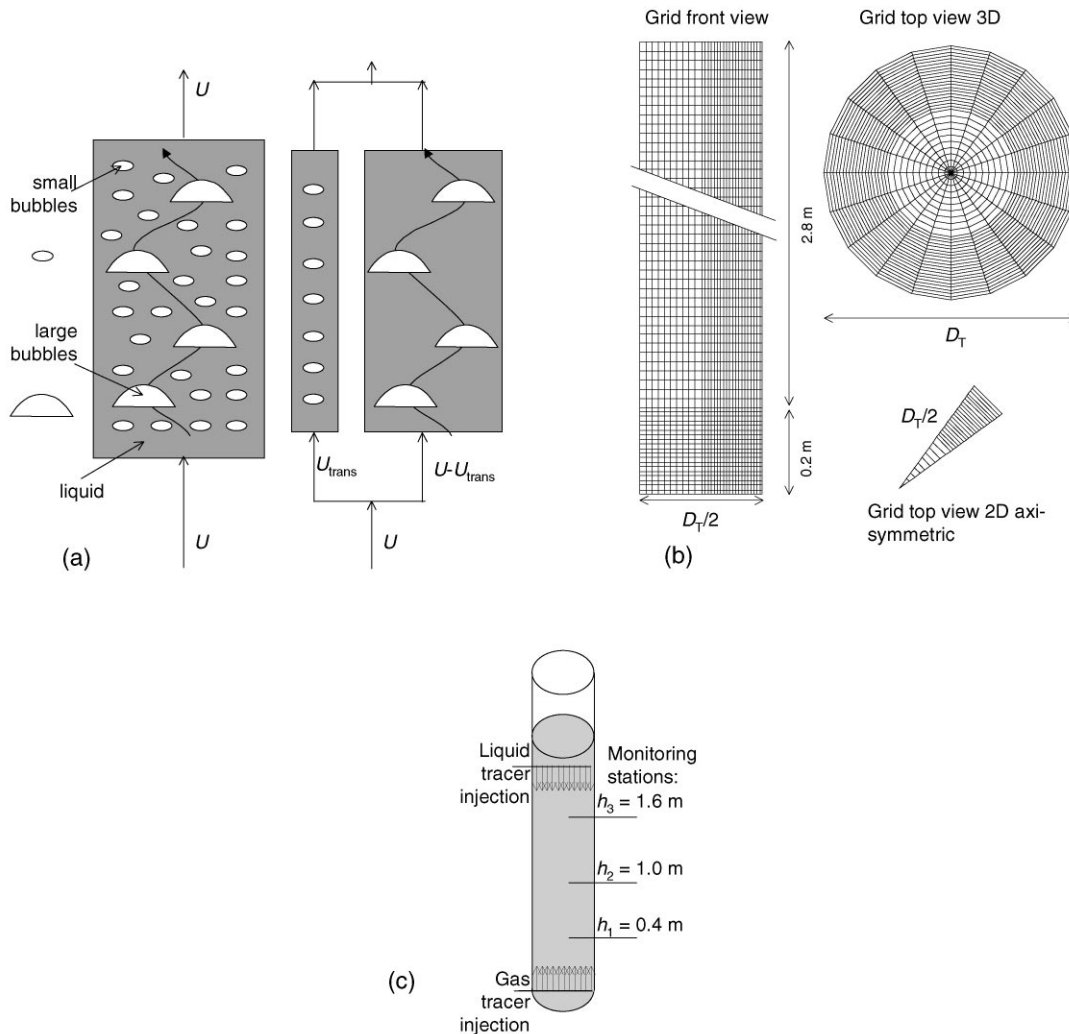 U
small
bubbles
large
bubbles
liquid
U
(a)
U_trans
U-U_trans
U
Grid front view
2.8 m
0.2 m
D_T/2
(b)
Grid top view 3D
D_T
D_T/2
Grid top view 2D axi-
symmetric
Liquid
tracer
injection
Monitoring
stations:
h_3 = 1.6 m
h_2 = 1.0 m
h_1 = 0.4 m
(c)
Gas
tracer
injection